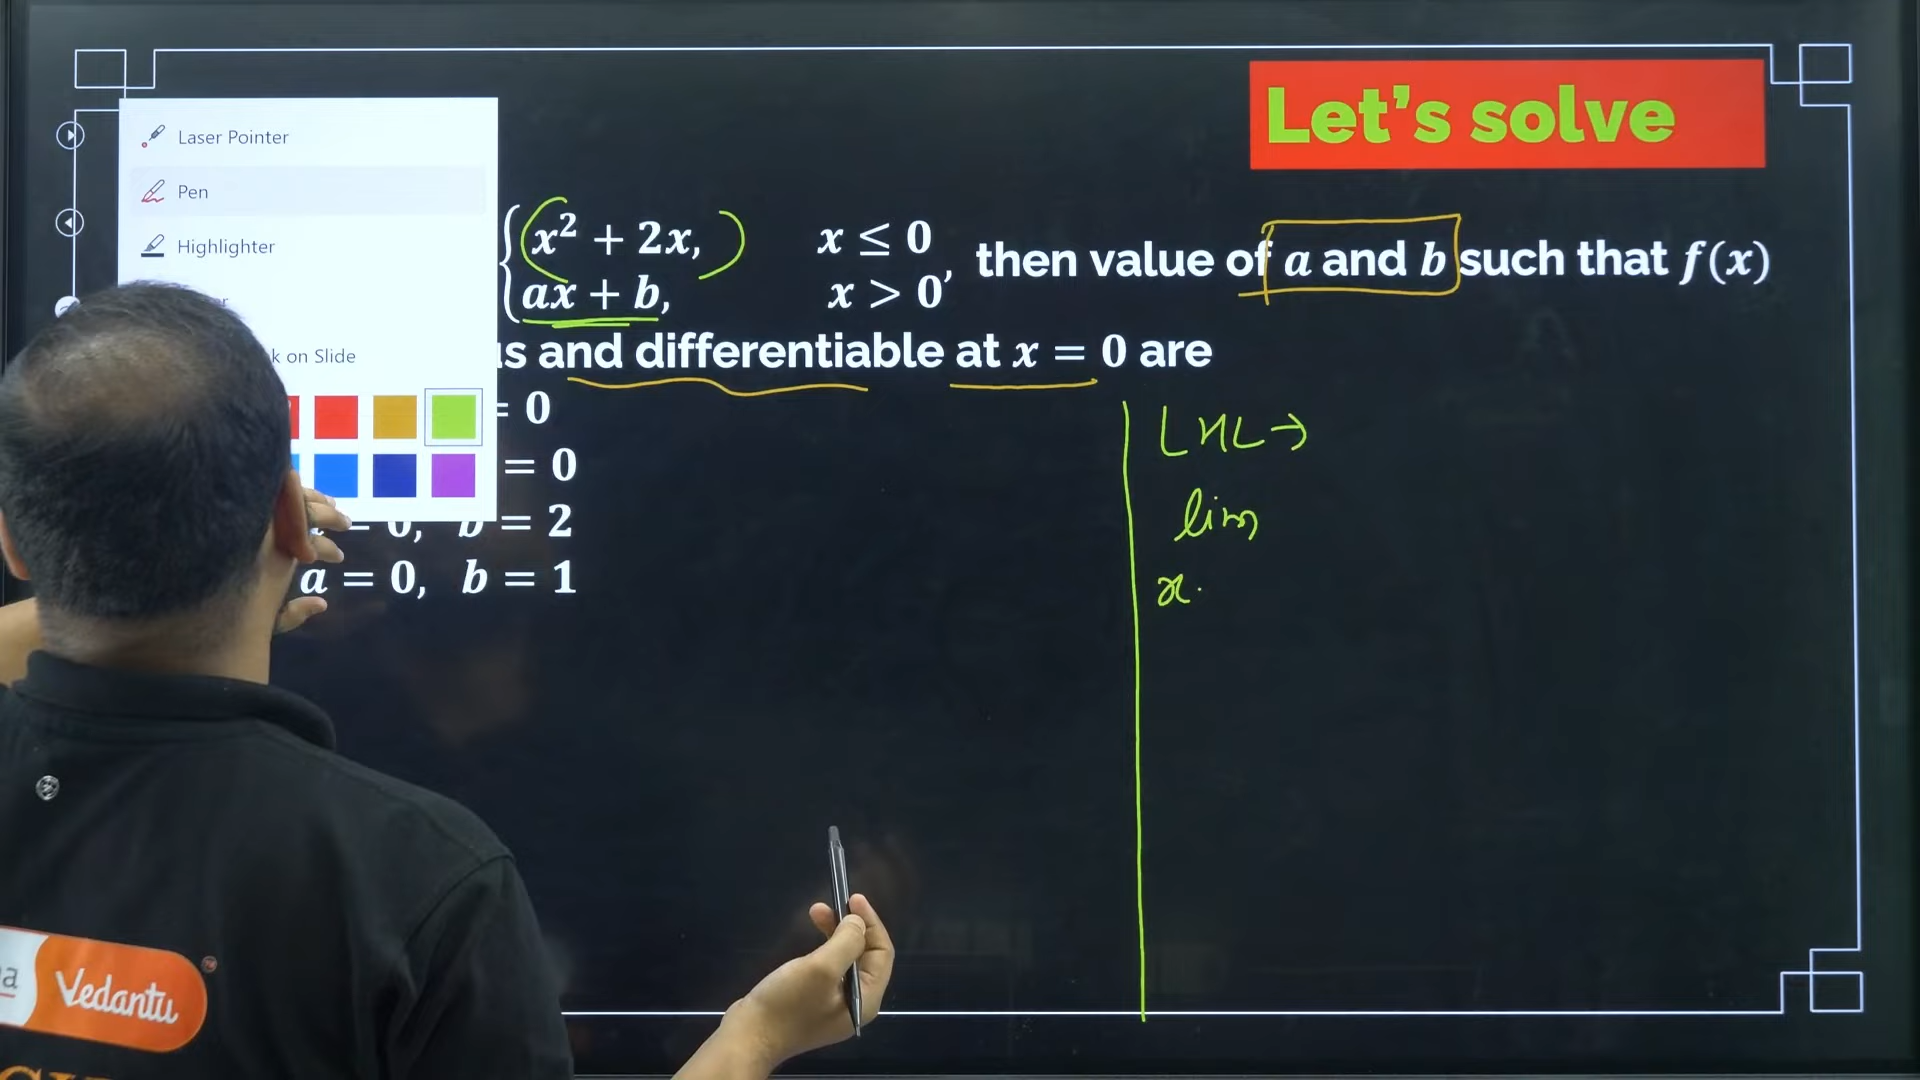 Let's solve
Laser Pointer
Pen
Highlighter
x² + 2x, x ≤ 0
ax + b, x > 0, then value of a and b such that f(x)
and differentiable at x = 0 are
on Slide
= 0
= 0
= 0, b = 2
a = 0, b = 1
LHL →
lim
x
Vedantu